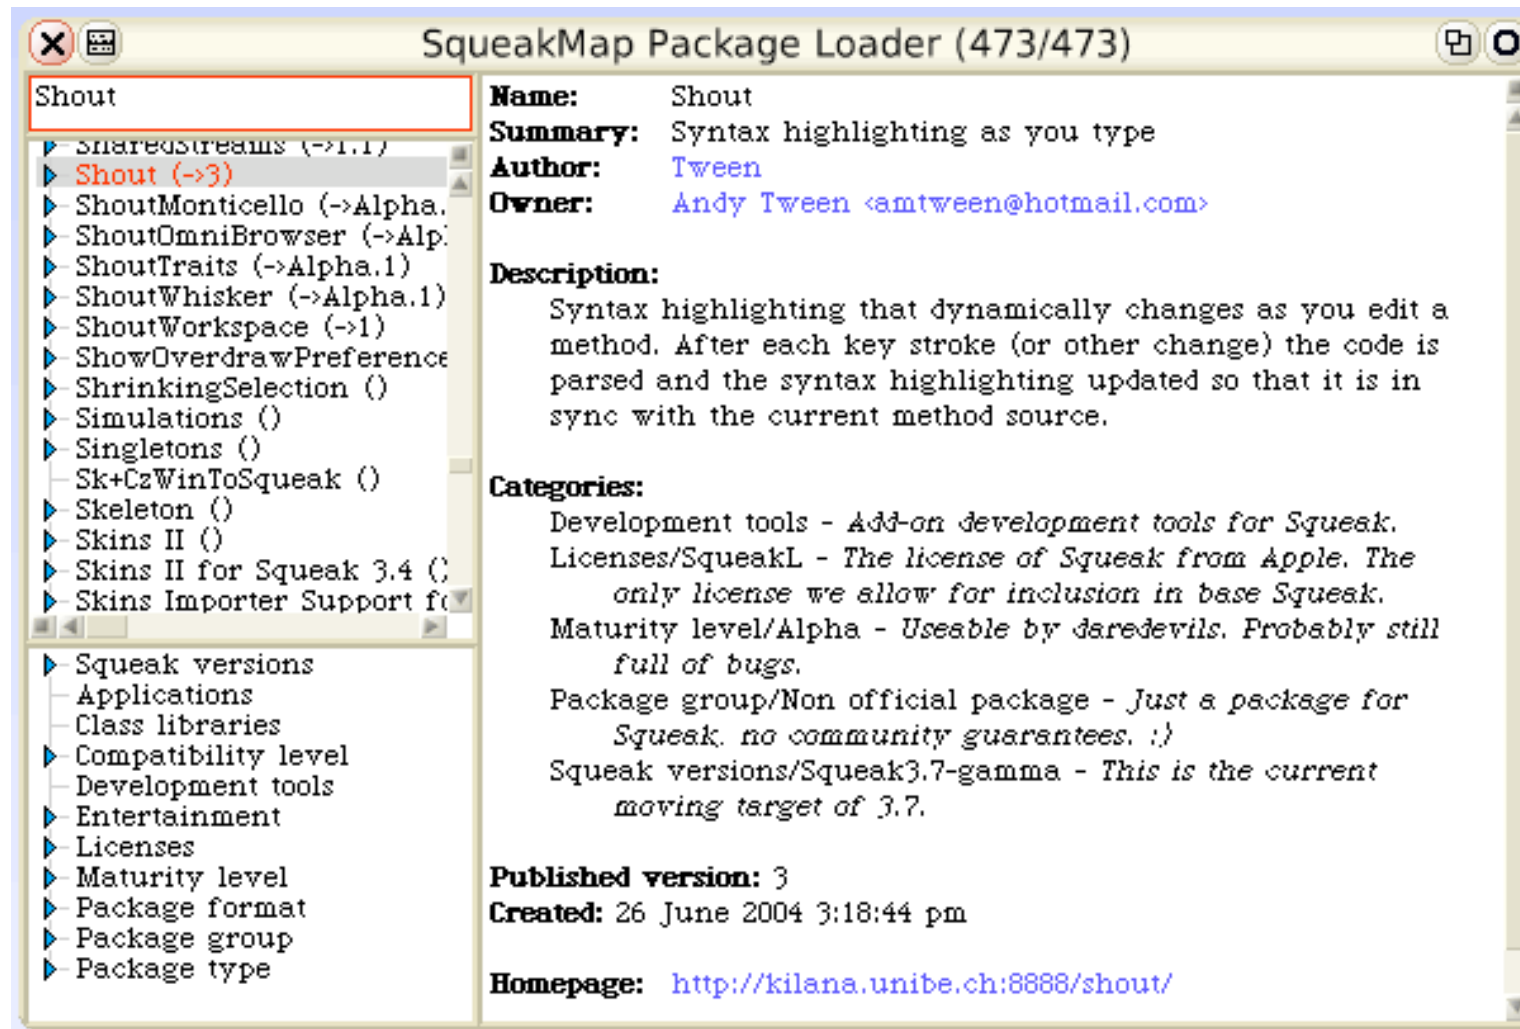 SqueakMap Package Loader (473/473)
Shout
SharedStreams (->1.1)
Shout (->3)
ShoutMonticello (->Alpha.
ShoutOmniBrowser (->Alp
ShoutTraits (->Alpha.1)
ShoutWhisker (->Alpha.1)
ShoutWorkspace (->1)
ShowOverdrawPreference
ShrinkingSelection ()
Simulations ()
Singletons ()
Sk+CzWinToSqueak ()
Skeleton ()
Skins II ()
Skins II for Squeak 3.4 ()
Skins Importer Support fo
Squeak versions
Applications
Class libraries
Compatibility level
Development tools
Entertainment
Licenses
Maturity level
Package format
Package group
Package type
Name: Shout
Summary: Syntax highlighting as you type
Author: Tween
Owner: Andy Tween <amtween@hotmail.com>
Description:
Syntax highlighting that dynamically changes as you edit a
method. After each key stroke (or other change) the code is
parsed and the syntax highlighting updated so that it is in
sync with the current method source.
Categories:
Development tools - Add-on development tools for Squeak.
Licenses/SqueakL - The license of Squeak from Apple. The
only license we allow for inclusion in base Squeak.
Maturity level/Alpha - Useable by daredevils. Probably still
full of bugs.
Package group/Non official package - Just a package for
Squeak, no community guarantees. :)
Squeak versions/Squeak3.7-gamma - This is the current
moving target of 3.7.
Published version: 3
Created: 26 June 2004 3:18:44 pm
Homepage: http://kilana.unibe.ch:8888/shout/